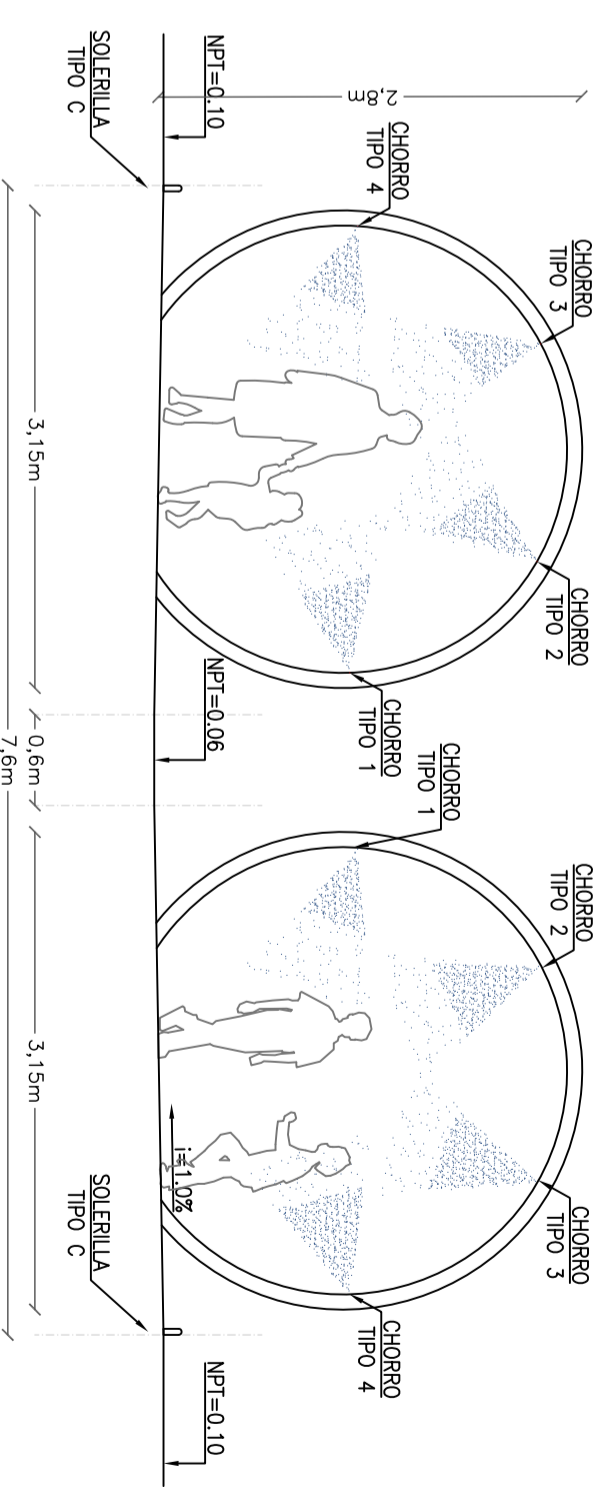 CHORRO
TIPO 3
CHORRO
TIPO 2
CHORRO
TIPO 2
CHORRO
TIPO 3
CHORRO
TIPO 4
CHORRO
TIPO 1
CHORRO
TIPO 1
CHORRO
TIPO 4
2,8m
NPT=0.10
NPT=0.06
i=1.0%
NPT=0.10
SOLERILLA
TIPO C
SOLERILLA
TIPO C
3,15m
0,6m
3,15m
7,6m